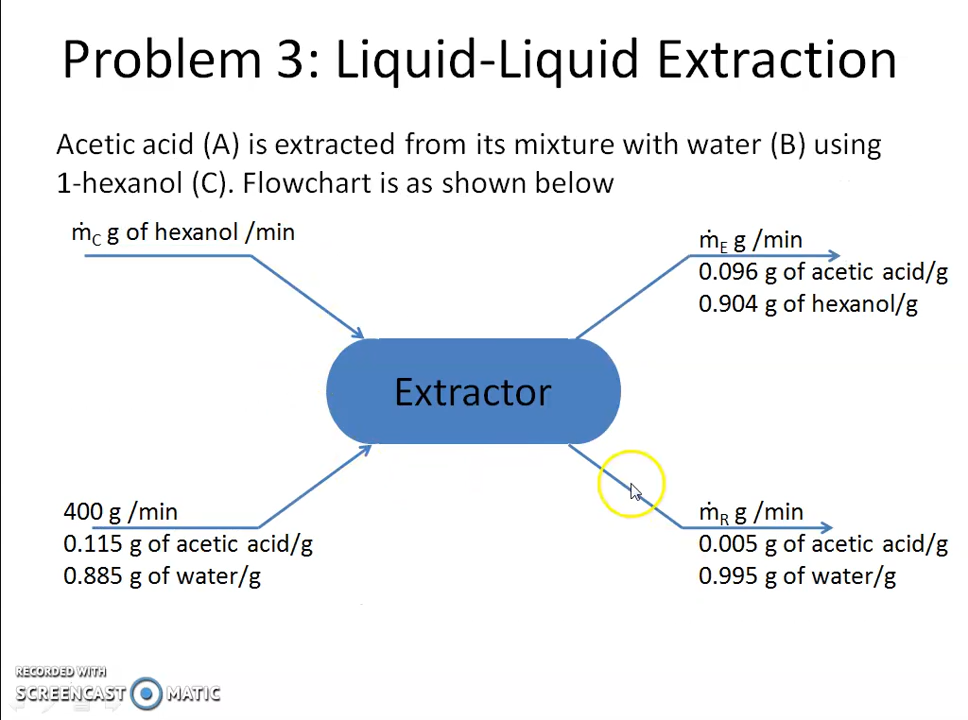 Problem 3: Liquid-Liquid Extraction
Acetic acid (A) is extracted from its mixture with water (B) using
1-hexanol (C). Flowchart is as shown below
ṁC g of hexanol /min
ṁE g /min
0.096 g of acetic acid/g
0.904 g of hexanol/g
Extractor
400 g /min
0.115 g of acetic acid/g
0.885 g of water/g
ṁR g /min
0.005 g of acetic acid/g
0.995 g of water/g
RECORDED WITH
SCREENCAST MATIC